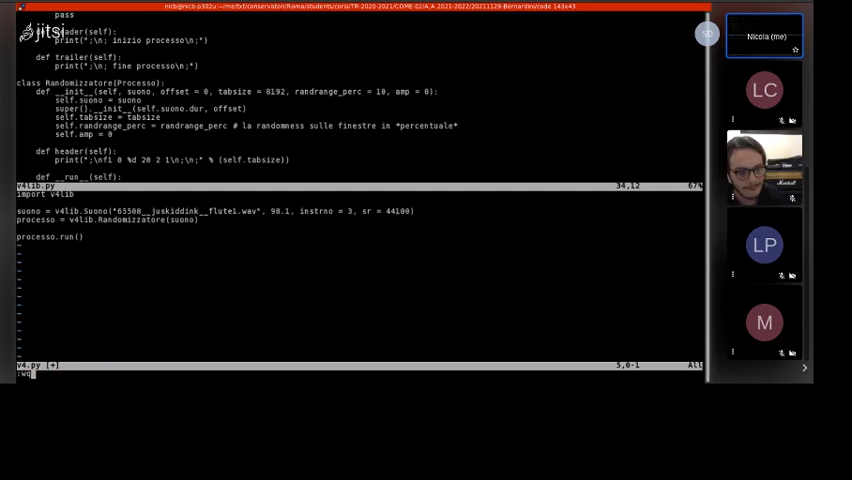 nicb@nicb-p302u:~/me/txt/conservatori/Roma/students/corsi/TR-2020-2021/COME-02/A.A-2021-2022/20211129-Bernardini/code 143x43
jitsi
pass
header(self):
print(";\n; inizio processo\n;")
def trailer(self):
print(";\n; fine processo\n;")
class Randomizzatore(Processo):
def __init__(self, suono, offset = 0, tabsize = 8192, randrange_perc = 10, amp = 0):
self.suono = suono
super().__init__(self.suono.dur, offset)
self.tabsize = tabsize
self.randrange_perc = randrange_perc # la randomness sulle finestre in *percentuale*
self.amp = 0
def header(self):
print(";\nf1 0 %d 20 2 1\n;\n;" % (self.tabsize))
def __run__(self):
v4lib.py 34,12 67%
import v4lib
suono = v4lib.Suono("65508__juskiddink__flute1.wav", 98.1, instrno = 3, sr = 44100)
processo = v4lib.Randomizzatore(suono)
processo.run()
~
~
~
~
~
~
~
~
~
~
~
~
~
~
v4.py [+] 5,0-1 All
:wq
SD
Nicola (me)
LC
Marshall
LP
M